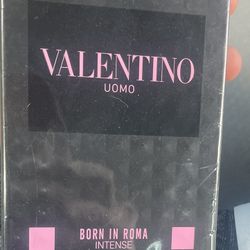 VALENTINO
UOMO
BORN IN ROMA
INTENSE